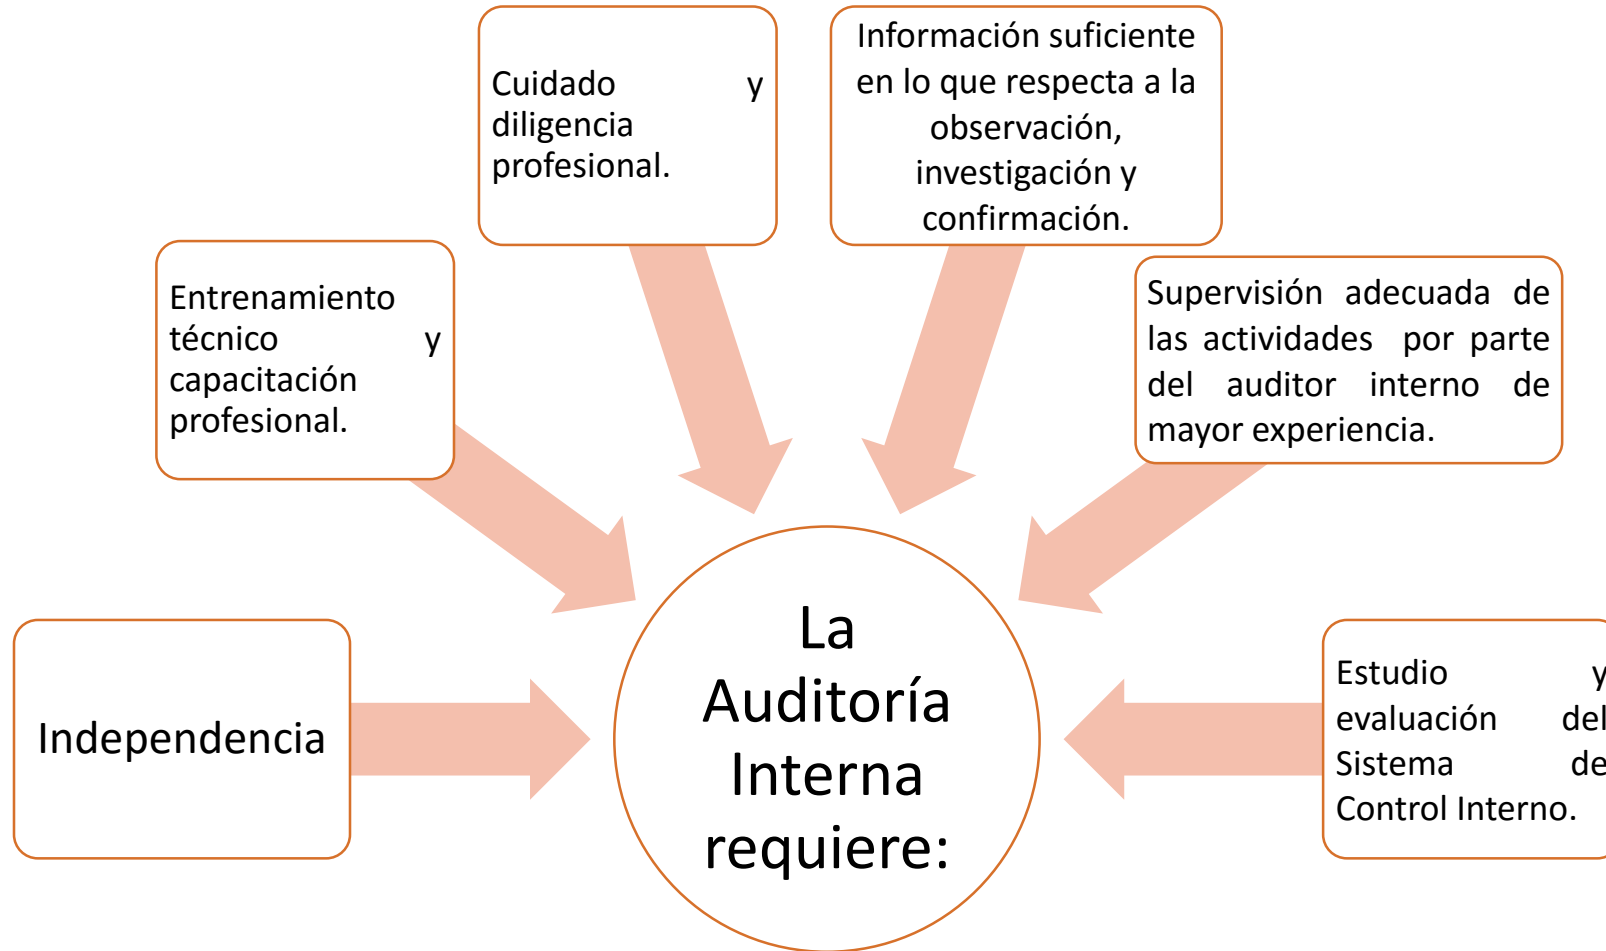 Independencia
Entrenamiento
técnico y
capacitación
profesional.
Cuidado y
diligencia
profesional.
Información suficiente
en lo que respecta a la
observación,
investigación y
confirmación.
Supervisión adecuada de
las actividades por parte
del auditor interno de
mayor experiencia.
Estudio y
evaluación del
Sistema de
Control Interno.
La
Auditoría
Interna
requiere: